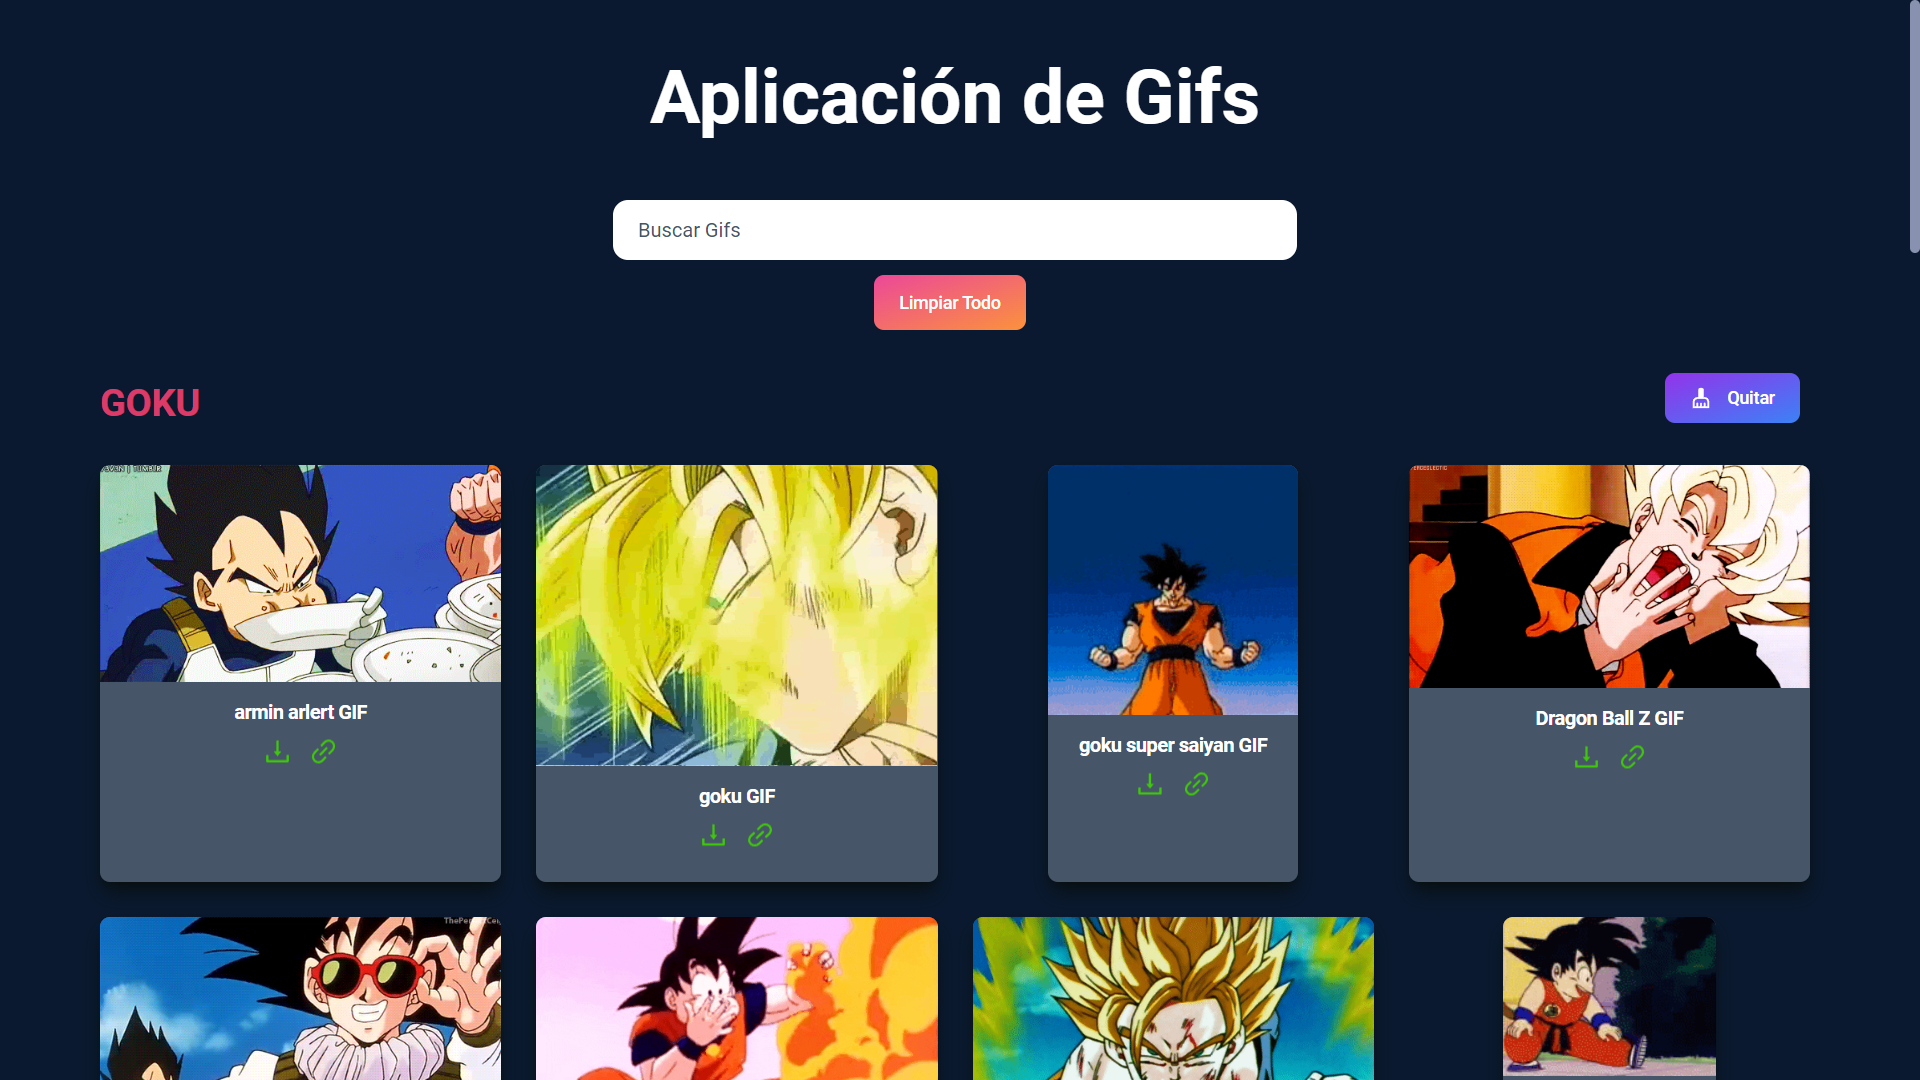 Aplicación de Gifs
Buscar Gifs
Limpiar Todo
GOKU
Quitar
armin arlert GIF
goku GIF
goku super saiyan GIF
Dragon Ball Z GIF